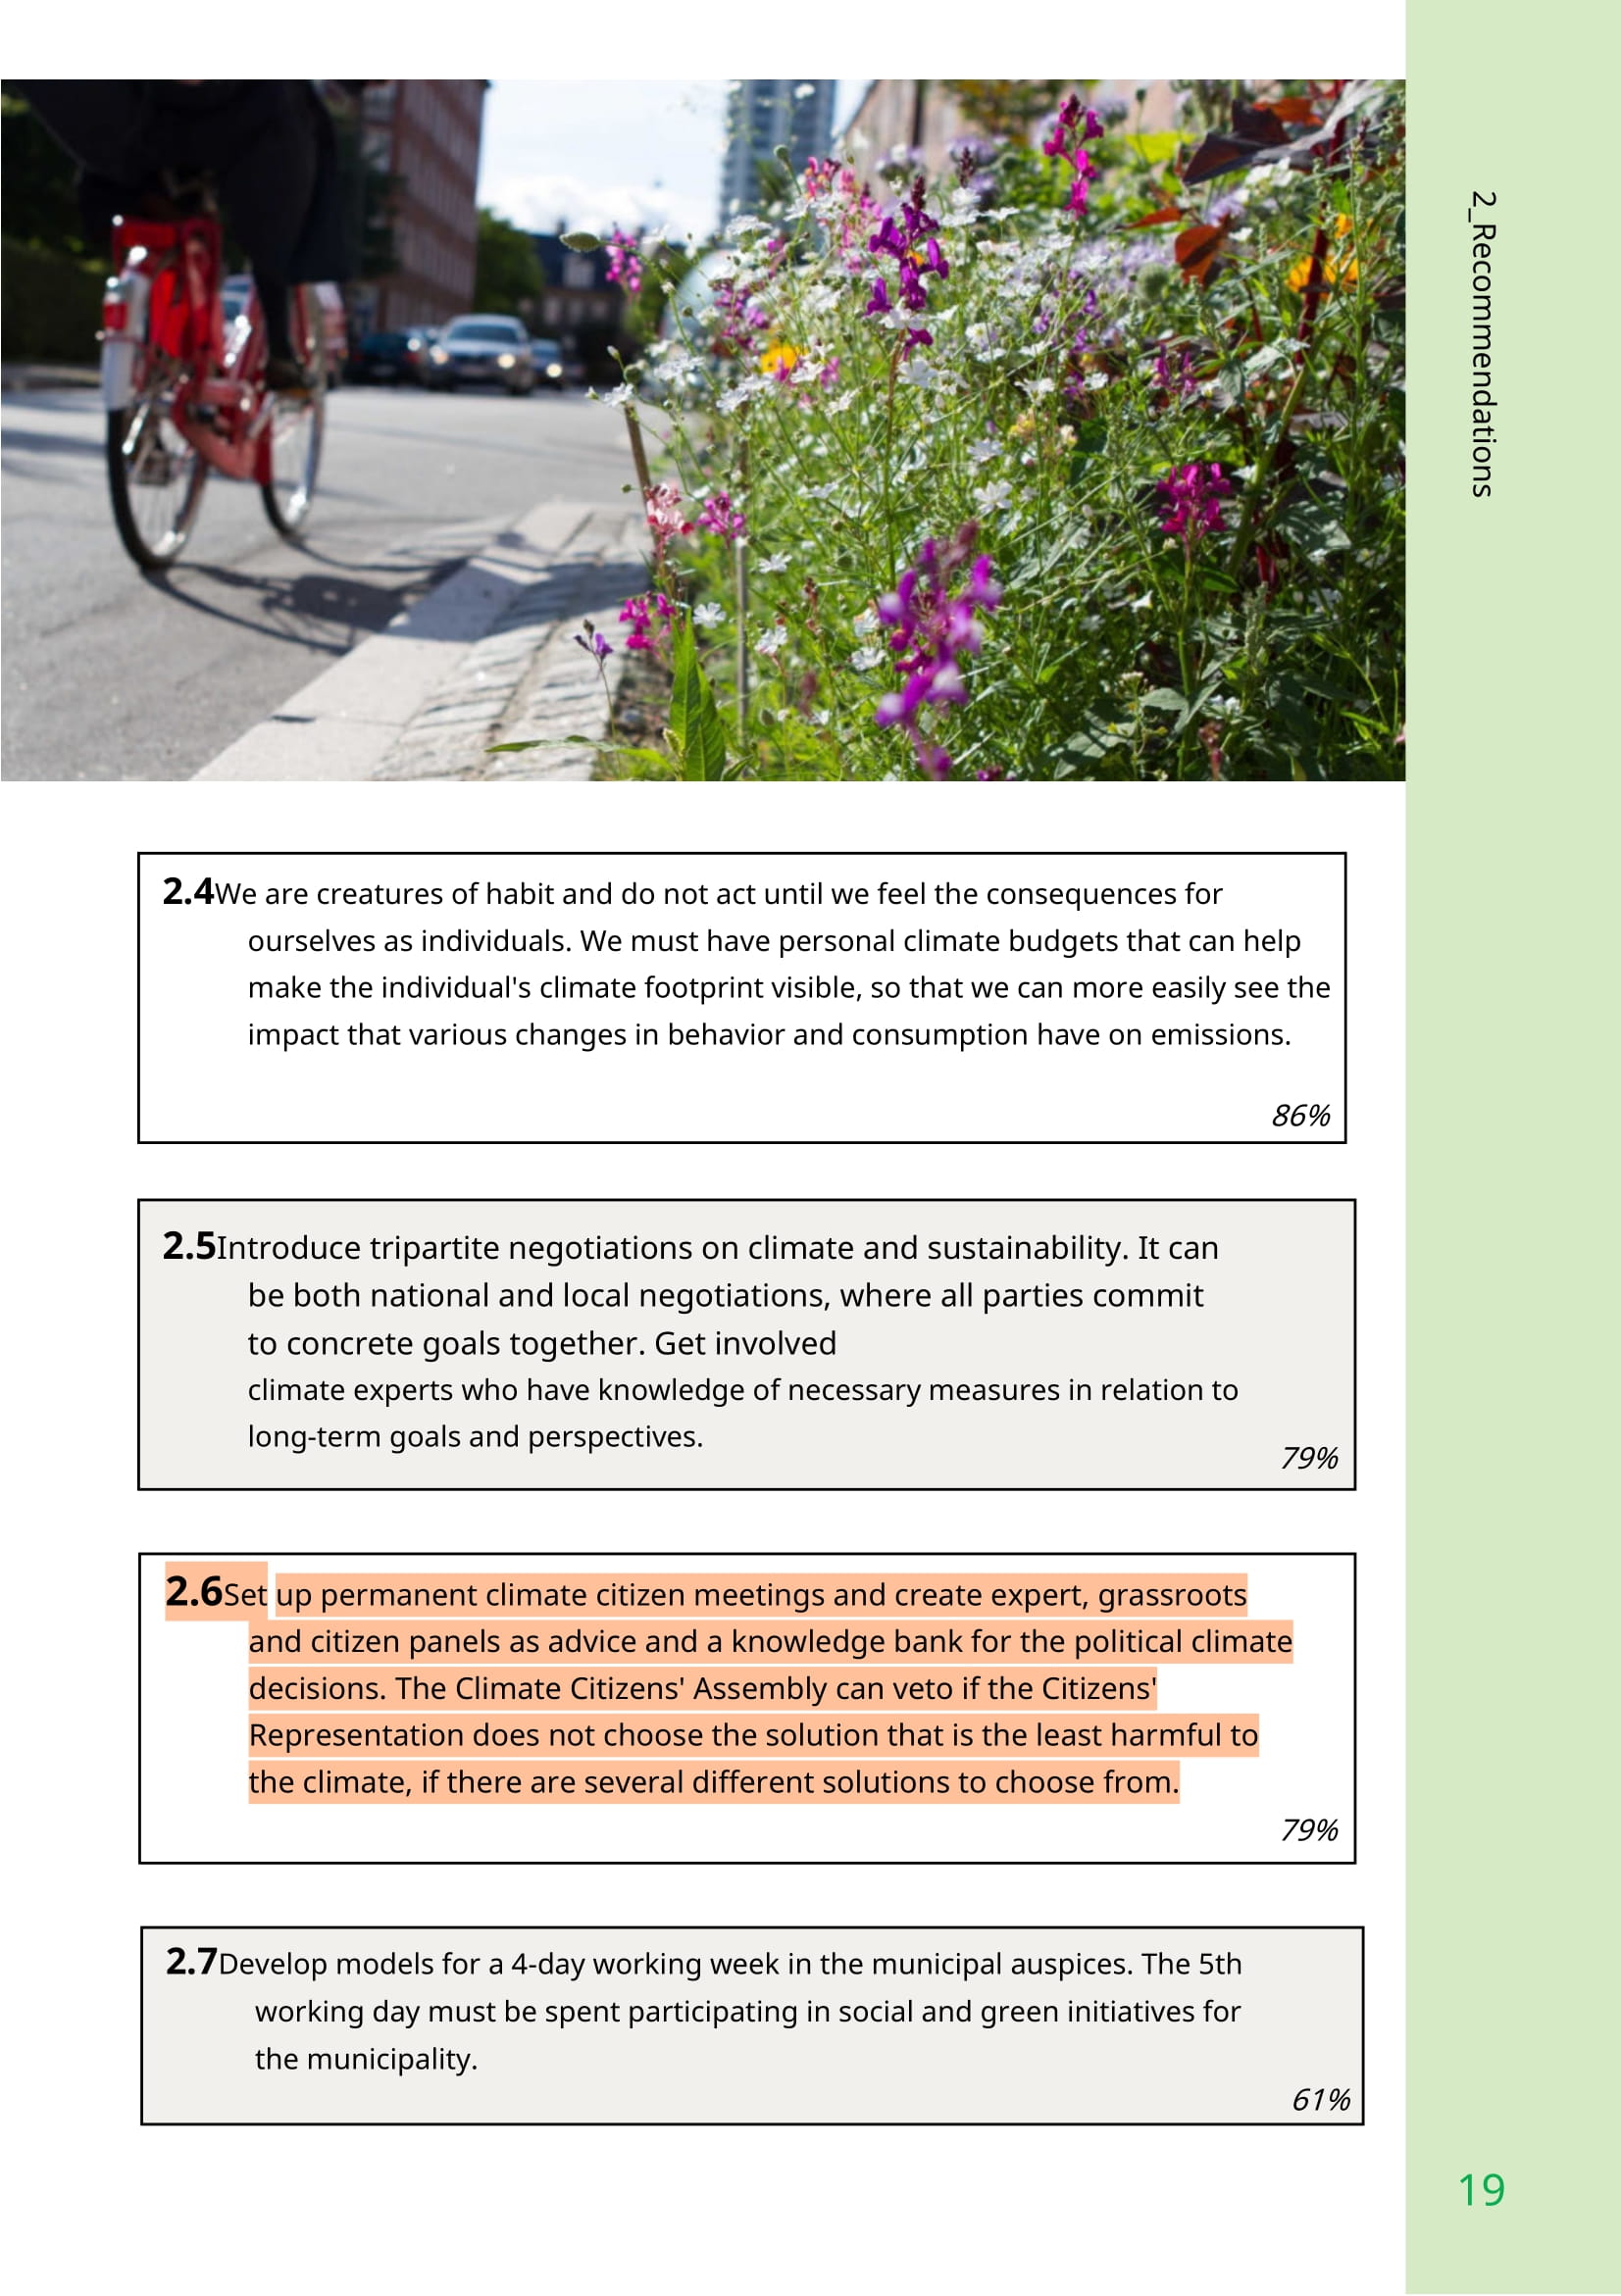 2_Recommendations
2.4We are creatures of habit and do not act until we feel the consequences for
ourselves as individuals. We must have personal climate budgets that can help
make the individual's climate footprint visible, so that we can more easily see the
impact that various changes in behavior and consumption have on emissions.
86%
2.5Introduce tripartite negotiations on climate and sustainability. It can
be both national and local negotiations, where all parties commit
to concrete goals together. Get involved
climate experts who have knowledge of necessary measures in relation to
long-term goals and perspectives.
79%
2.6Set up permanent climate citizen meetings and create expert, grassroots
and citizen panels as advice and a knowledge bank for the political climate
decisions. The Climate Citizens' Assembly can veto if the Citizens'
Representation does not choose the solution that is the least harmful to
the climate, if there are several different solutions to choose from.
79%
2.7Develop models for a 4-day working week in the municipal auspices. The 5th
working day must be spent participating in social and green initiatives for
the municipality.
61%
19